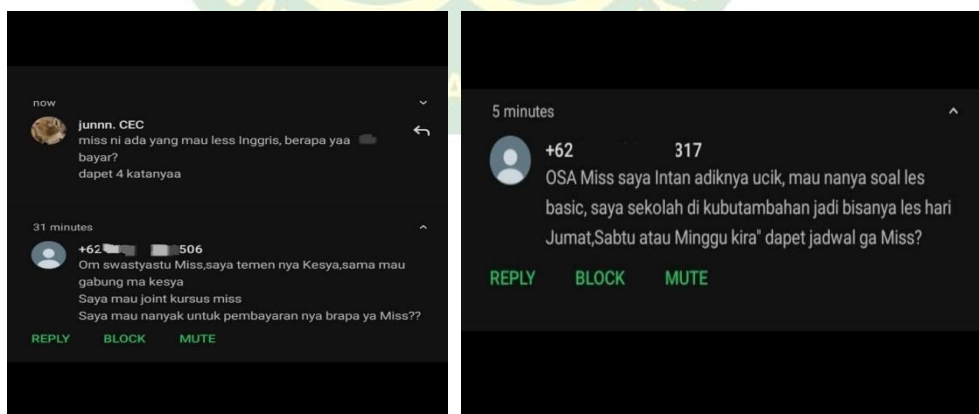 now
junnn. CEC
miss ni ada yang mau less Inggris, berapa yaa
bayar?
dapet 4 katanyaa
31 minutes
+62 506
Om swastyastu Miss,saya temen nya Kesya,sama mau
gabung ma kesya
Saya mau joint kursus miss
Saya mau nanyak untuk pembayaran nya brapa ya Miss??
REPLY BLOCK MUTE
5 minutes
+62 317
OSA Miss saya Intan adiknya ucik, mau nanya soal les
basic, saya sekolah di kubutambahan jadi bisanya les hari
Jumat,Sabtu atau Minggu kira" dapet jadwal ga Miss?
REPLY BLOCK MUTE